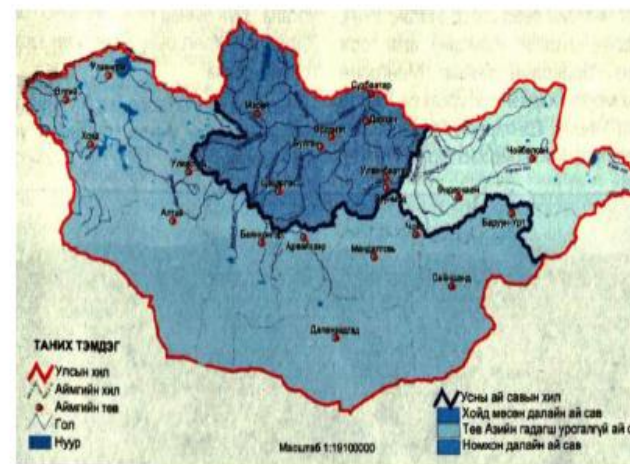 Улаангом
Өлгий
Ховд
Улиастай
Алтай
Мөрөн
Сүхбаатар
Дархан
Эрдэнэт
Булган
Цэцэрлэг
Улаанбаатар
Чойбалсан
Өндөрхаан
Баруун-Урт
Баянхонгор
Арвайхээр
Мандалговь
Чойр
Сайншанд
Даланзадгад
ТАНИХ ТЭМДЭГ
Улсын хил
Аймгийн хил
Аймгийн төв
Гол
Нуур
Масштаб 1:19100000
Усны ай савын хил
Хойд мөсөн далайн ай сав
Төв Азийн гадагш урсгалгүй ай с
Номхон далайн ай сав